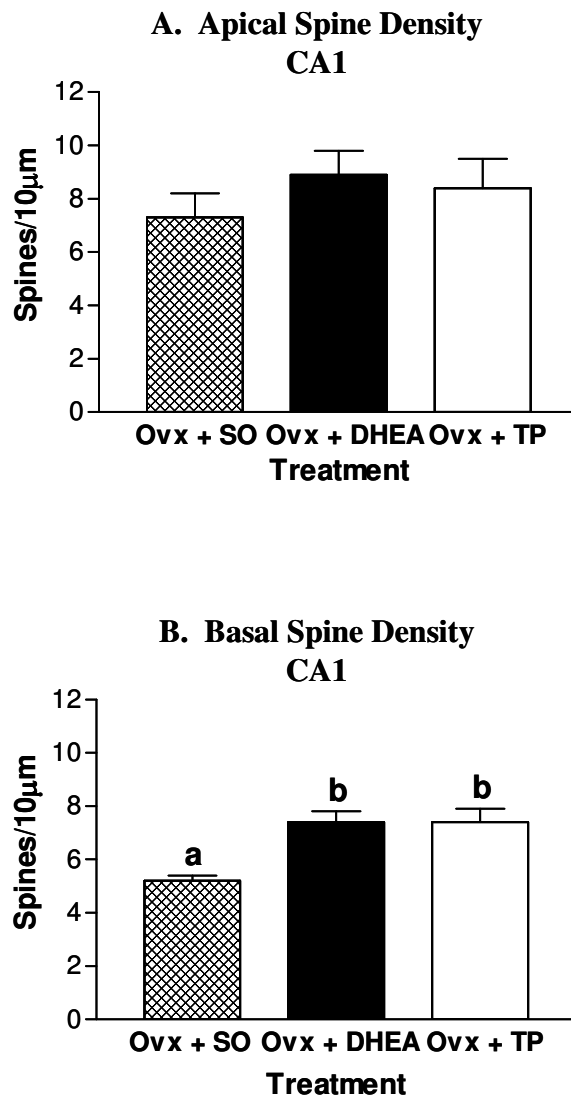 A. Apical Spine Density
CA1
12
10
8
6
4
2
0
Spines/10μm
Ovx + SO Ovx + DHEA Ovx + TP
Treatment
B. Basal Spine Density
CA1
12
10
8
6
4
2
0
Spines/10μm
a
b
b
Ovx + SO Ovx + DHEA Ovx + TP
Treatment